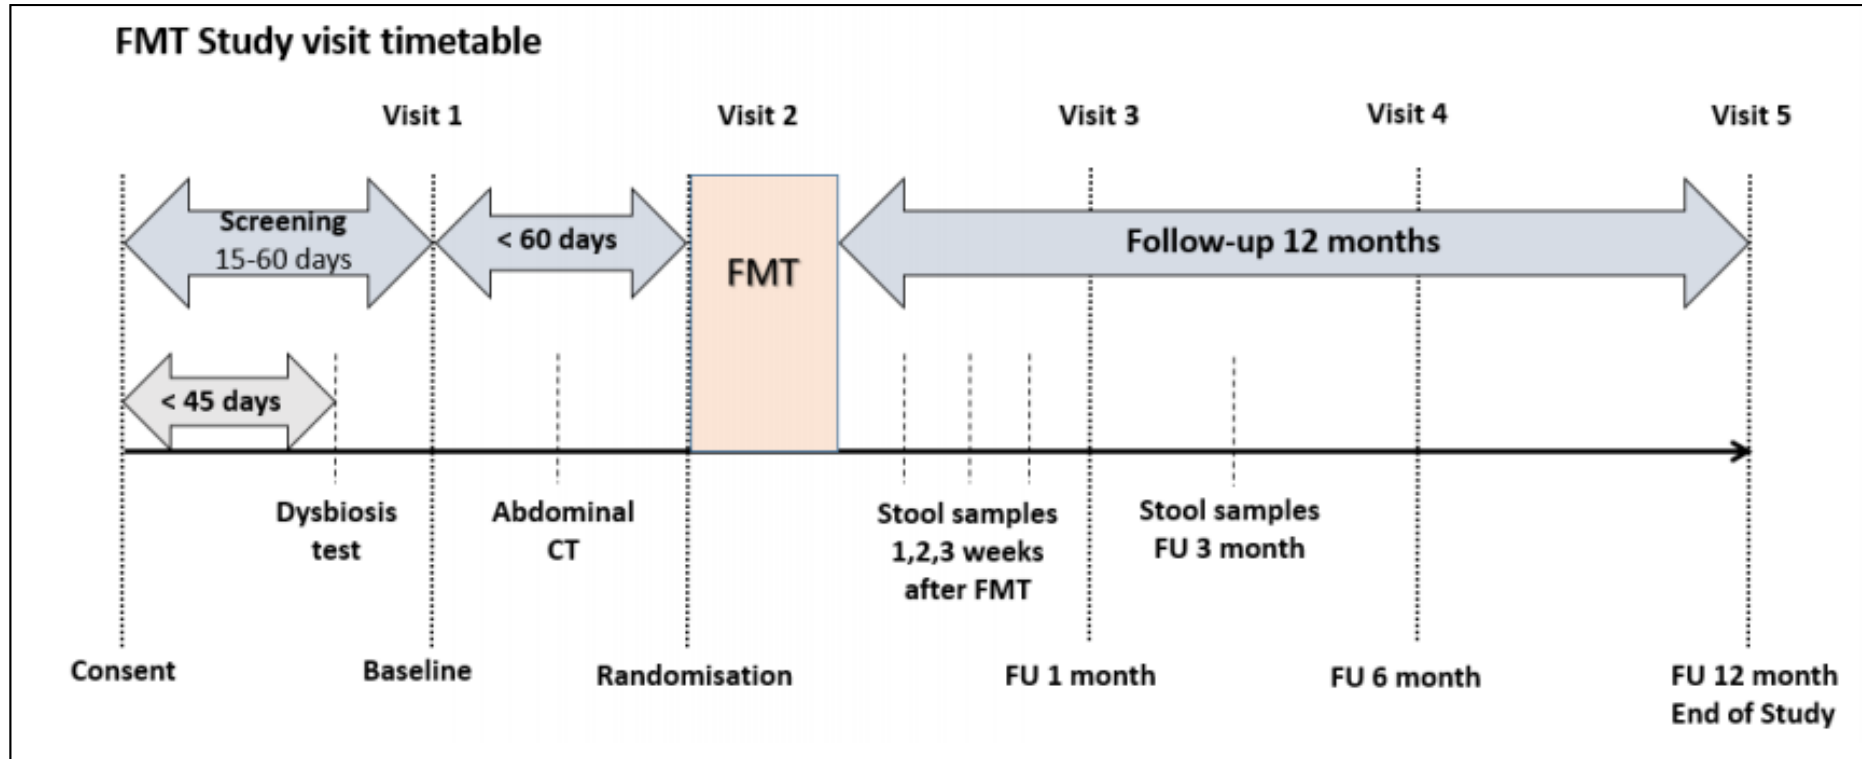 FMT Study visit timetable
Visit 1
Visit 2
Visit 3
Visit 4
Visit 5
Screening
15-60 days
< 60 days
FMT
Follow-up 12 months
< 45 days
Dysbiosis
test
Abdominal
CT
Stool samples
1,2,3 weeks
after FMT
Stool samples
FU 3 month
Consent
Baseline
Randomisation
FU 1 month
FU 6 month
FU 12 month
End of Study